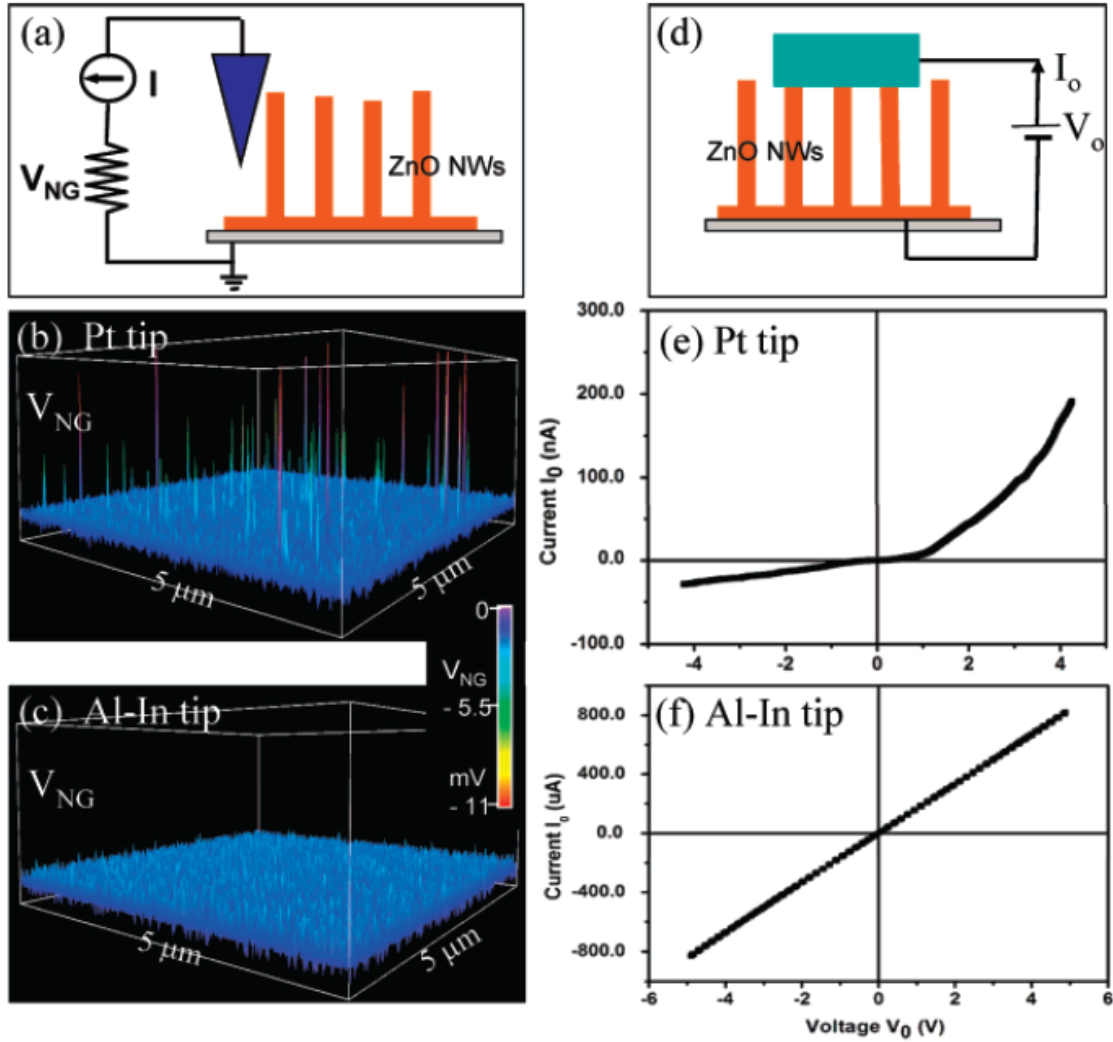 (a)
I
V_NG
ZnO NWs
(d)
I_o
V_o
ZnO NWs
(b) Pt tip
V_NG
5 μm
5 μm
0
V_NG
- 5.5
mV
- 11
(c) Al-In tip
V_NG
5 μm
5 μm
(e) Pt tip
300.0
200.0
100.0
0.0
-100.0
Current I0 (nA)
-4 -2 0 2 4
(f) Al-In tip
800.0
400.0
0.0
-400.0
-800.0
Current I0 (uA)
-6 -4 -2 0 2 4 6
Voltage V0 (V)